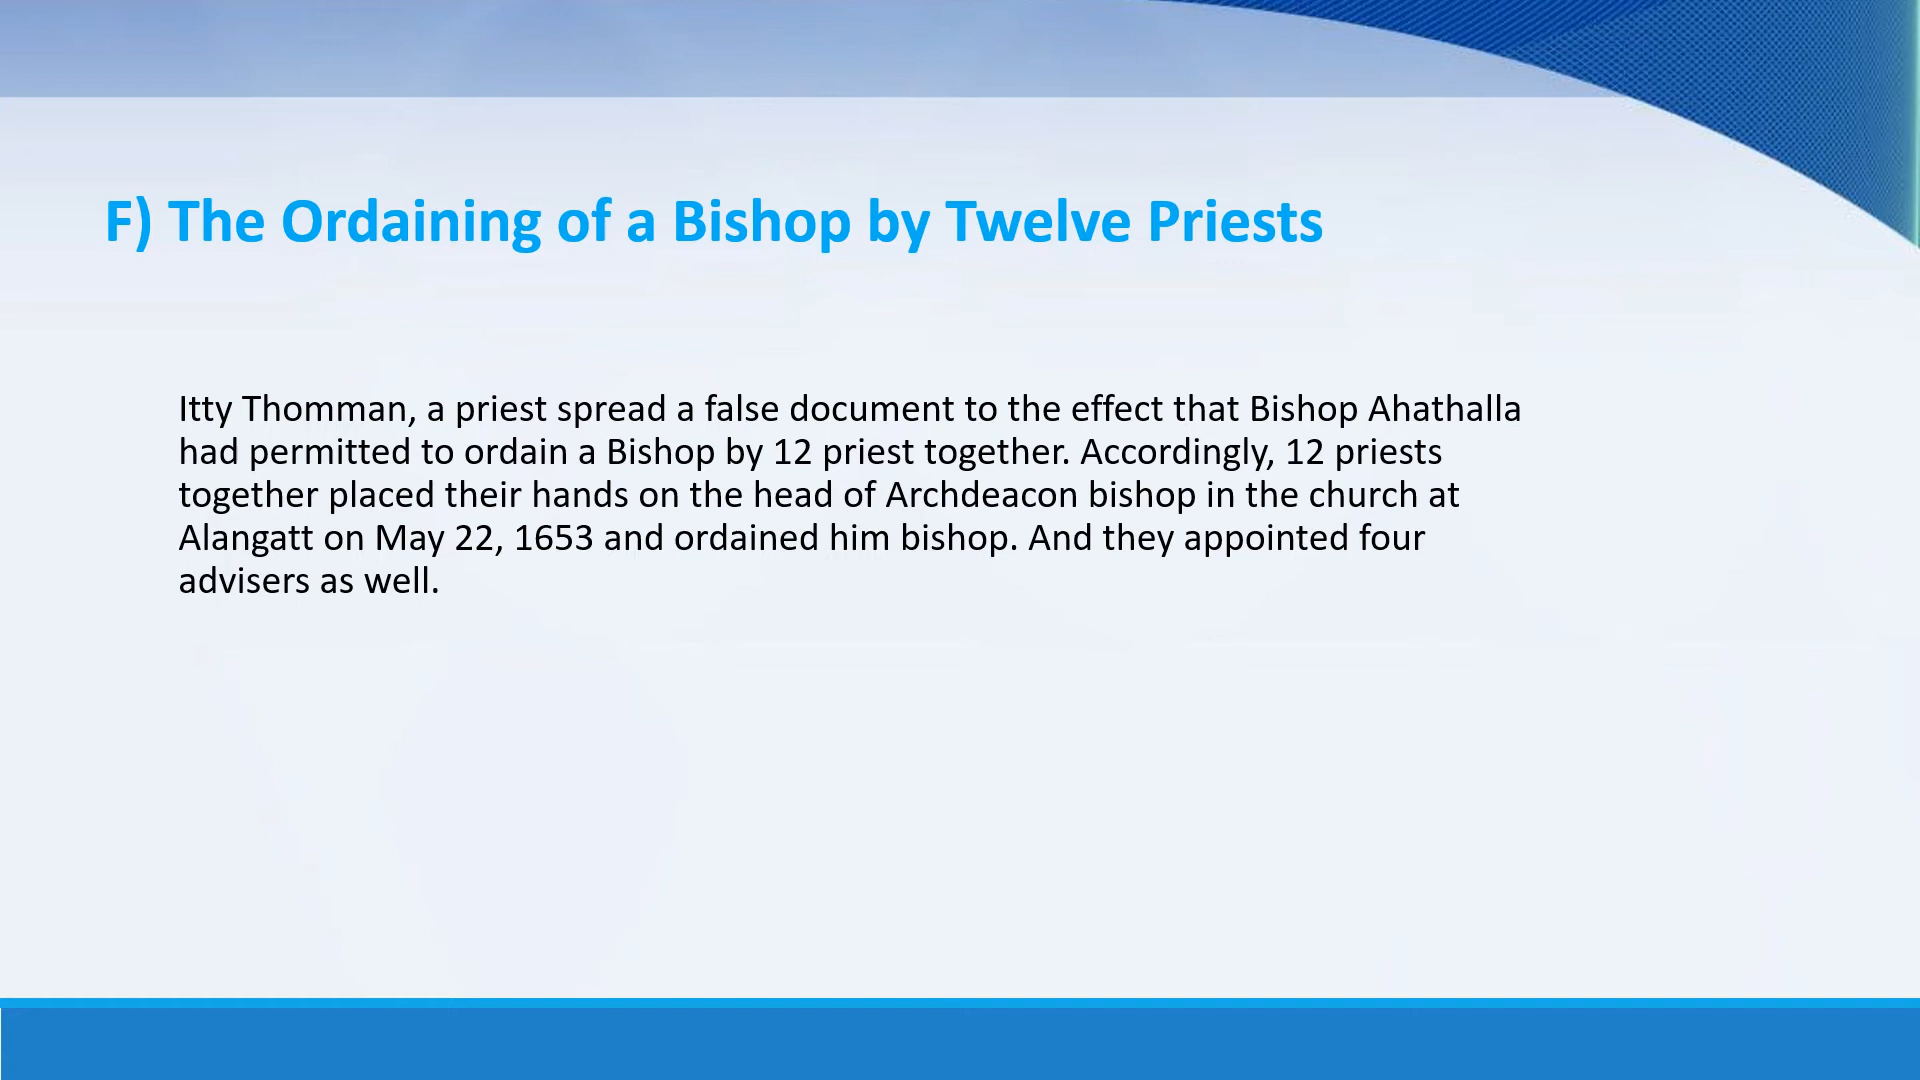 F) The Ordaining of a Bishop by Twelve Priests
Itty Thomman, a priest spread a false document to the effect that Bishop Ahathalla
had permitted to ordain a Bishop by 12 priest together. Accordingly, 12 priests
together placed their hands on the head of Archdeacon bishop in the church at
Alangatt on May 22, 1653 and ordained him bishop. And they appointed four
advisers as well.